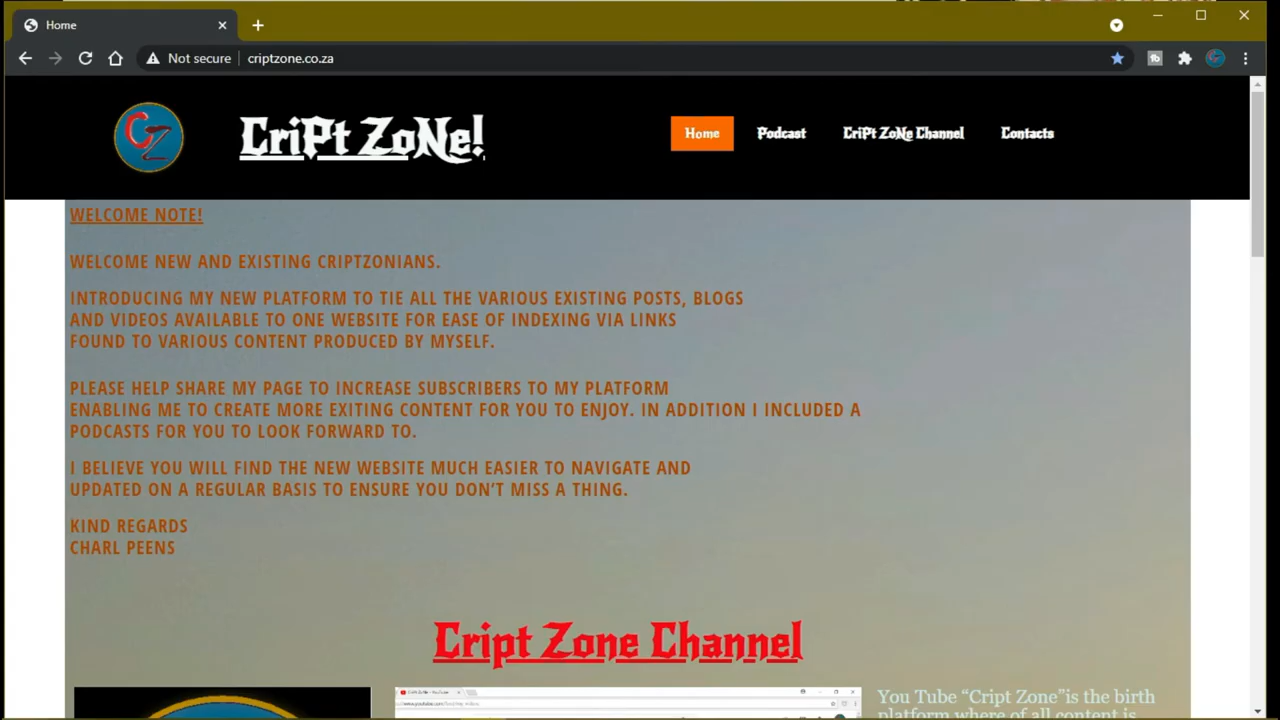 Home
Not secure
criptzone.co.za
CriPt ZoNe!
Home
Podcast
CriPt ZoNe Channel
Contacts
WELCOME NOTE!
WELCOME NEW AND EXISTING CRIPTZONIANS.
INTRODUCING MY NEW PLATFORM TO TIE ALL THE VARIOUS EXISTING POSTS, BLOGS
AND VIDEOS AVAILABLE TO ONE WEBSITE FOR EASE OF INDEXING VIA LINKS
FOUND TO VARIOUS CONTENT PRODUCED BY MYSELF.
PLEASE HELP SHARE MY PAGE TO INCREASE SUBSCRIBERS TO MY PLATFORM
ENABLING ME TO CREATE MORE EXITING CONTENT FOR YOU TO ENJOY. IN ADDITION I INCLUDED A
PODCASTS FOR YOU TO LOOK FORWARD TO.
I BELIEVE YOU WILL FIND THE NEW WEBSITE MUCH EASIER TO NAVIGATE AND
UPDATED ON A REGULAR BASIS TO ENSURE YOU DON’T MISS A THING.
KIND REGARDS
CHARL PEENS
Cript Zone Channel
You Tube “Cript Zone”is the birth
platform where of all content is